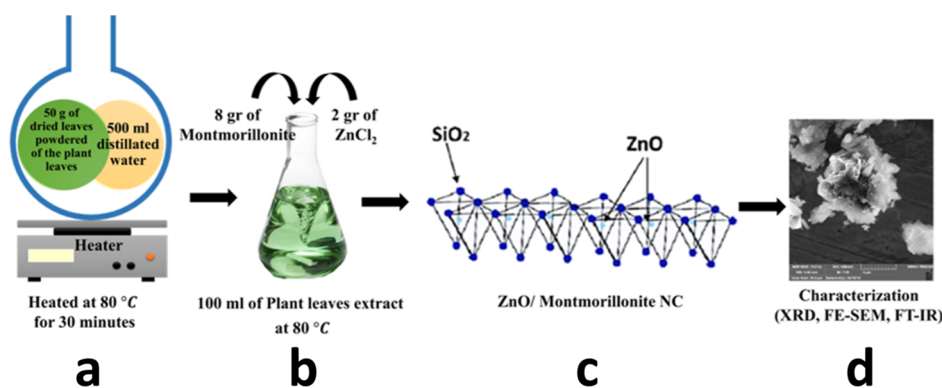 50 g of
dried leaves
powdered
of the plant
leaves
500 ml
distillated
water
Heater
Heated at 80 °C
for 30 minutes
8 gr of
Montmorillonite
2 gr of
ZnCl₂
100 ml of Plant leaves extract
at 80 °C
SiO₂
ZnO
ZnO/ Montmorillonite NC
Characterization
(XRD, FE-SEM, FT-IR)
a
b
c
d